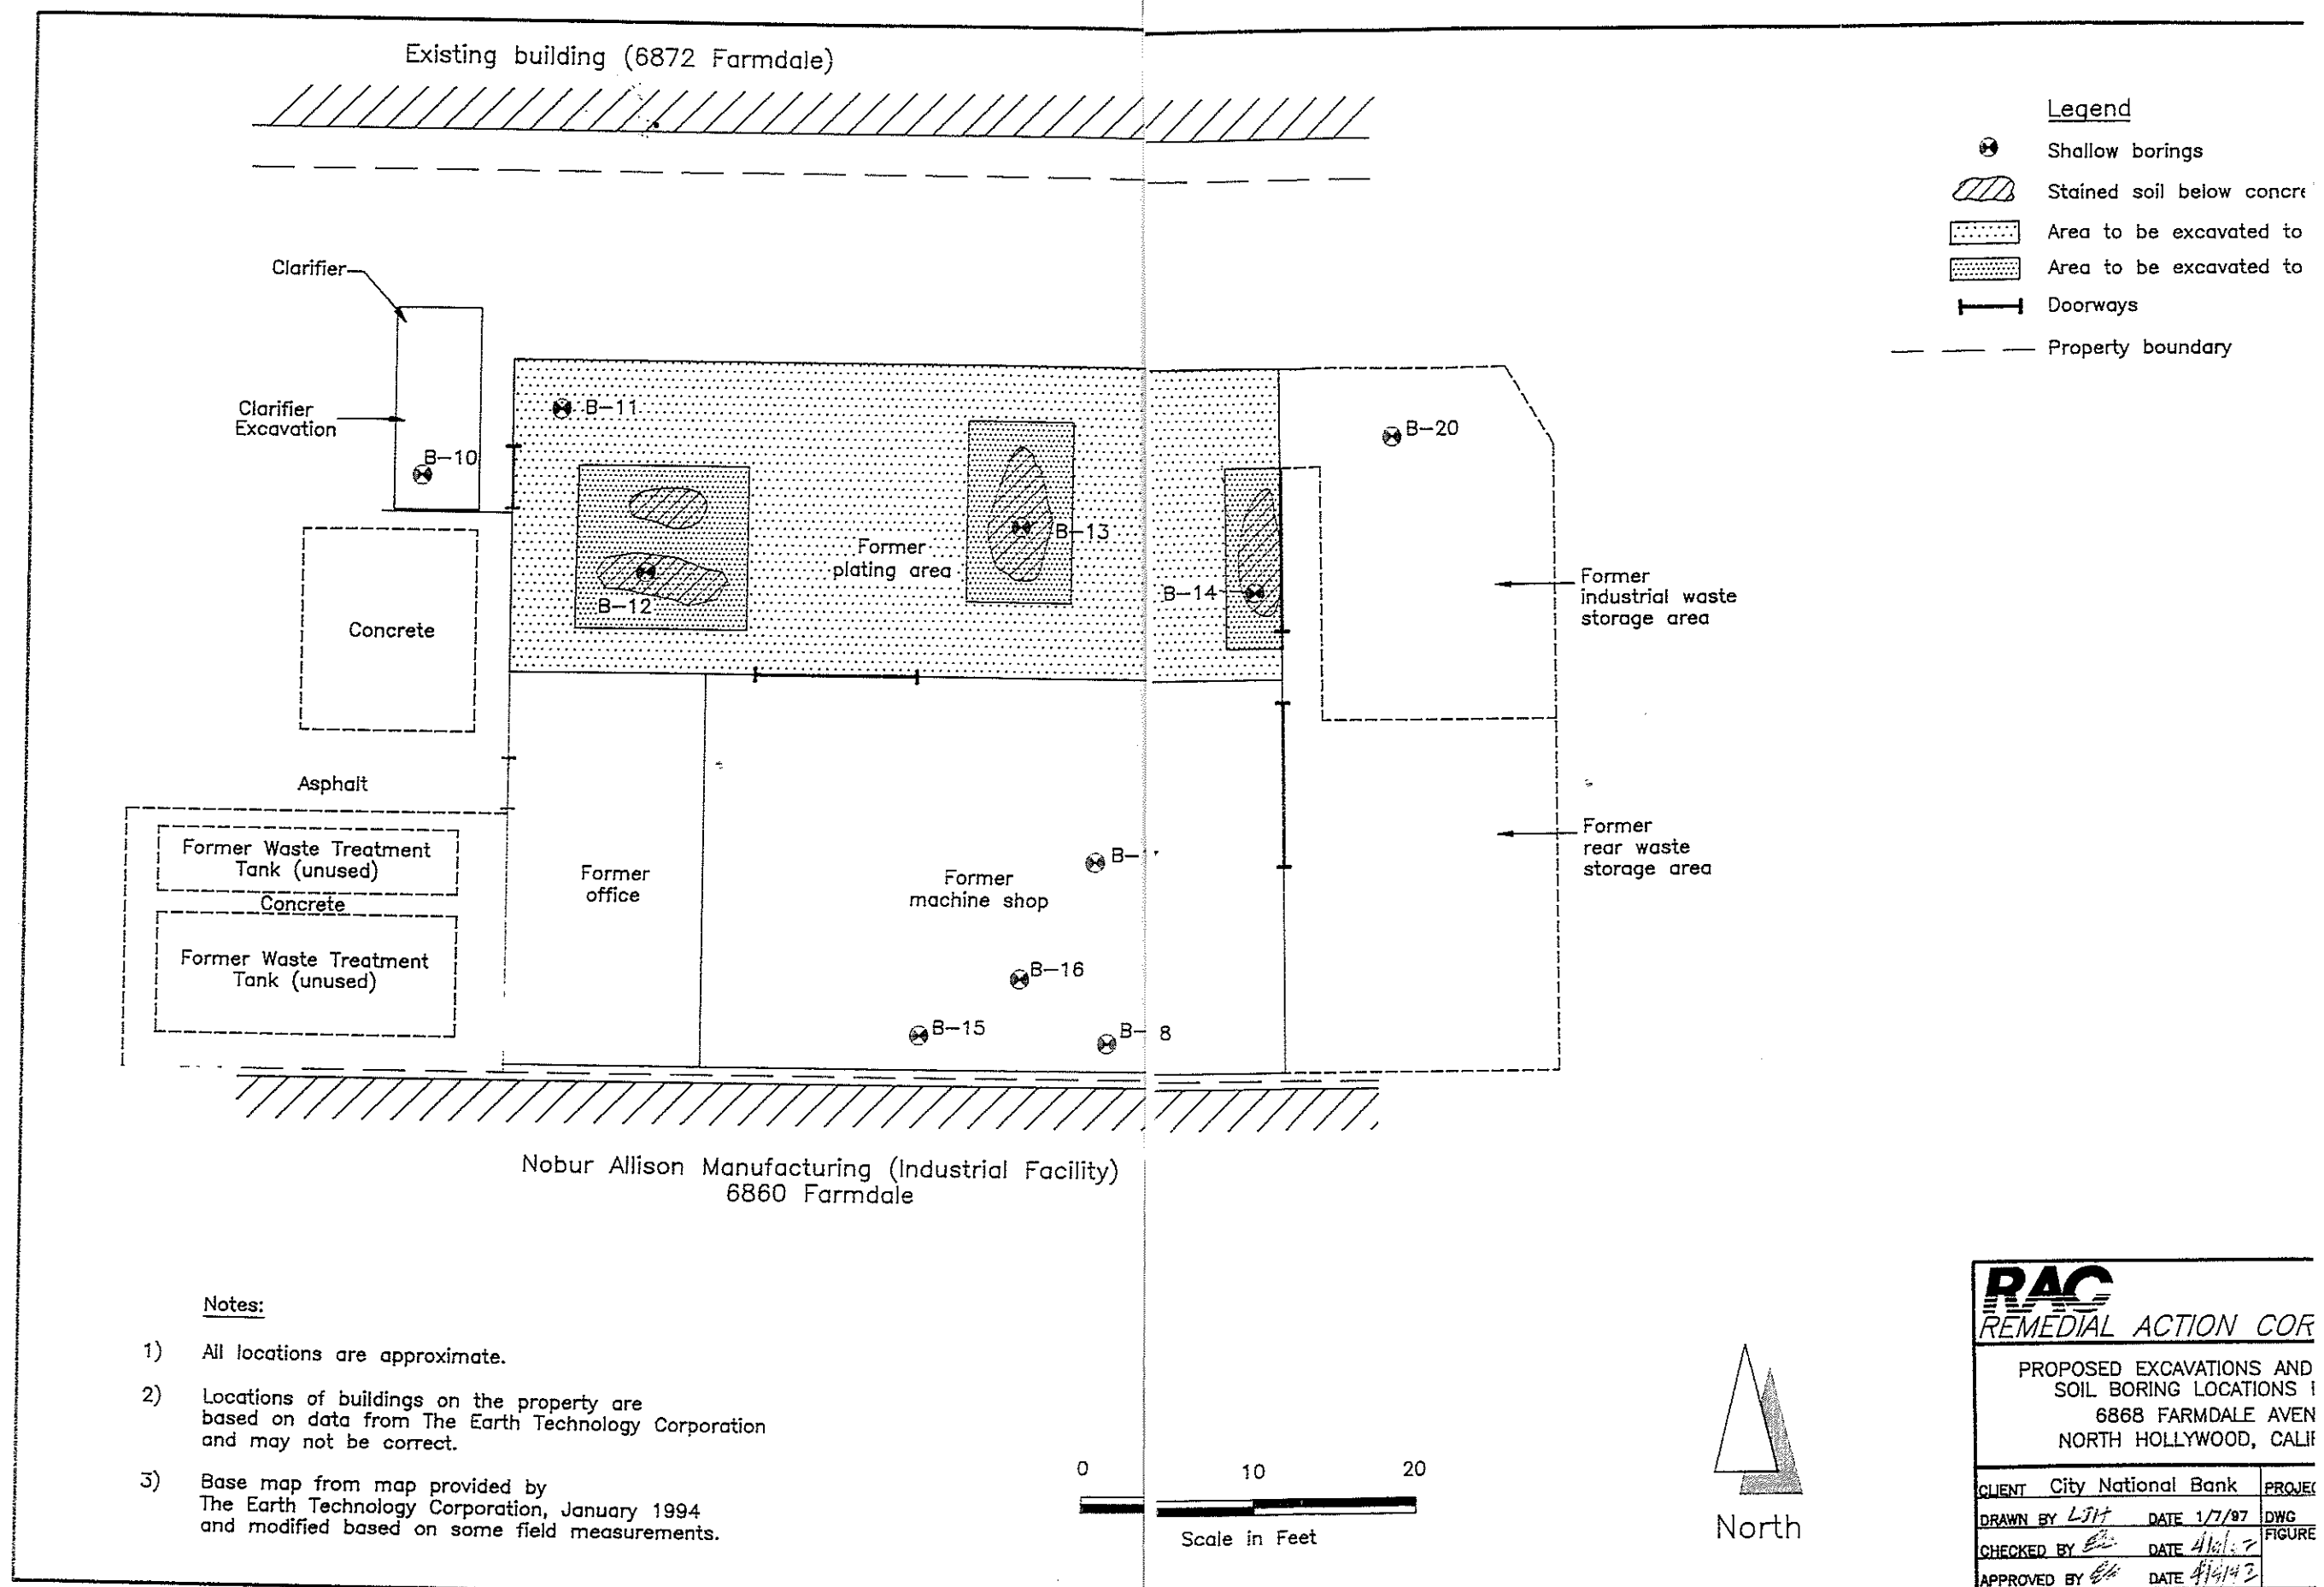 Existing building (6872 Farmdale)
Legend
Shallow borings
Stained soil below concre
Area to be excavated to
Area to be excavated to
Doorways
Property boundary
Clarifier
Clarifier
Excavation
B-10
B-11
B-20
B-13
Former
plating area
B-12
B-14
Former
industrial waste
storage area
Concrete
Asphalt
Former Waste Treatment
Tank (unused)
Concrete
Former Waste Treatment
Tank (unused)
Former
office
Former
machine shop
B-
B-16
B-15
B- 8
Former
rear waste
storage area
Nobur Allison Manufacturing (Industrial Facility)
6860 Farmdale
Notes:
1) All locations are approximate.
2) Locations of buildings on the property are
based on data from The Earth Technology Corporation
and may not be correct.
3) Base map from map provided by
The Earth Technology Corporation, January 1994
and modified based on some field measurements.
0 10 20
Scale in Feet
North
RAC
REMEDIAL ACTION COR
PROPOSED EXCAVATIONS AND
SOIL BORING LOCATIONS
6868 FARMDALE AVEN
NORTH HOLLYWOOD, CALIF
CLIENT City National Bank PROJEC
DRAWN BY LJH DATE 1/7/97 DWG
FIGURE
CHECKED BY DATE
APPROVED BY DATE